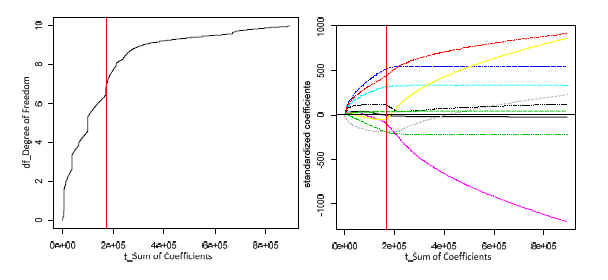 df_Degree of Freedom
10
8
6
4
2
0
0e+00 2e+05 4e+05 6e+05 8e+05
t_Sum of Coefficients
standardized coefficients
1000
500
0
-500
-1000
0e+00 2e+05 4e+05 6e+05 8e+05
t_Sum of Coefficients